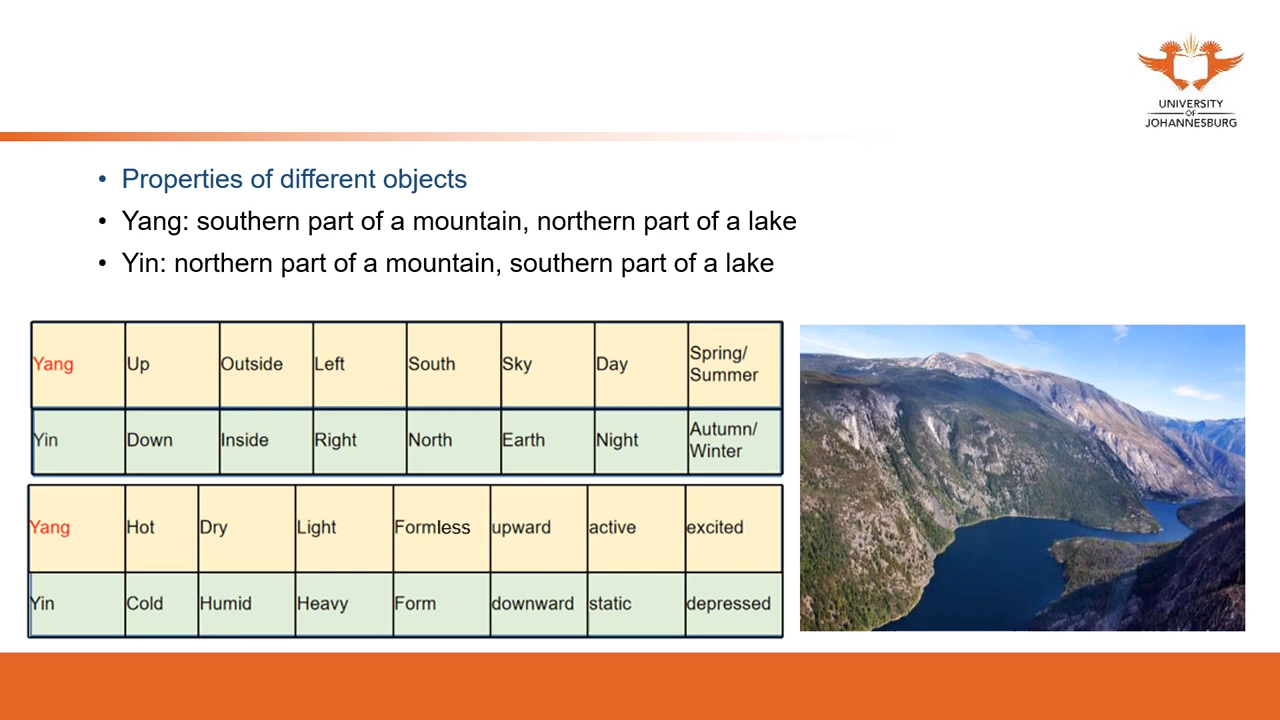 UNIVERSITY
OF
JOHANNESBURG
• Properties of different objects
• Yang: southern part of a mountain, northern part of a lake
• Yin: northern part of a mountain, southern part of a lake
Yang Up Outside Left South Sky Day Spring/
Summer
Yin Down Inside Right North Earth Night Autumn/
Winter
Yang Hot Dry Light Formless upward active excited
Yin Cold Humid Heavy Form downward static depressed